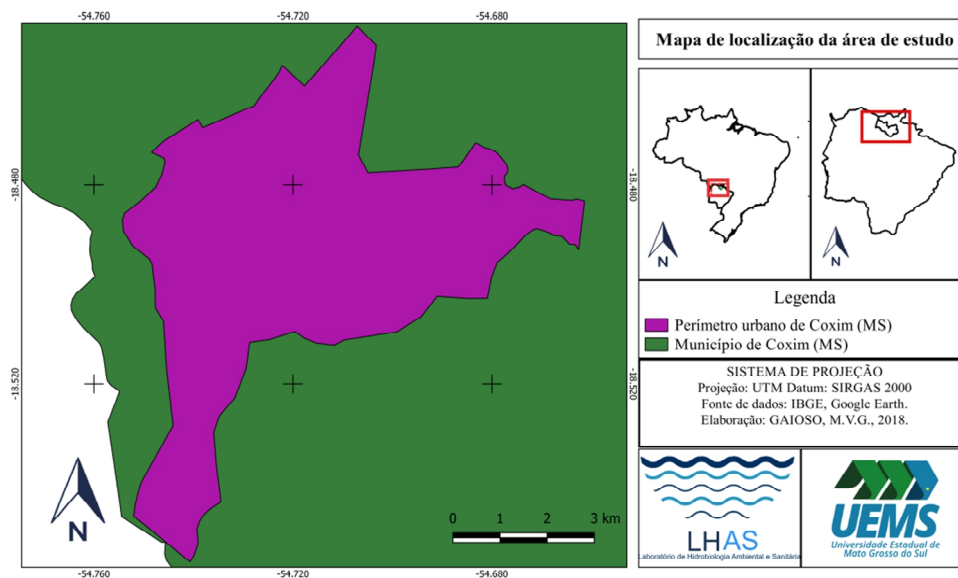 -54.760
-54.720
-54.680
-18.480
-18.480
-18.520
-18.520
-54.760
-54.720
-54.680
N
0 1 2 3 km
Mapa de localização da área de estudo
N
N
Legenda
Perímetro urbano de Coxim (MS)
Município de Coxim (MS)
SISTEMA DE PROJEÇÃO
Projeção: UTM Datum: SIRGAS 2000
Fonte de dados: IBGE, Google Earth.
Elaboração: GAIOSO, M.V.G., 2018.
LHAS
Laboratório de Hidrobiologia Ambiental e Sanitária
UEMS
Universidade Estadual de
Mato Grosso do Sul